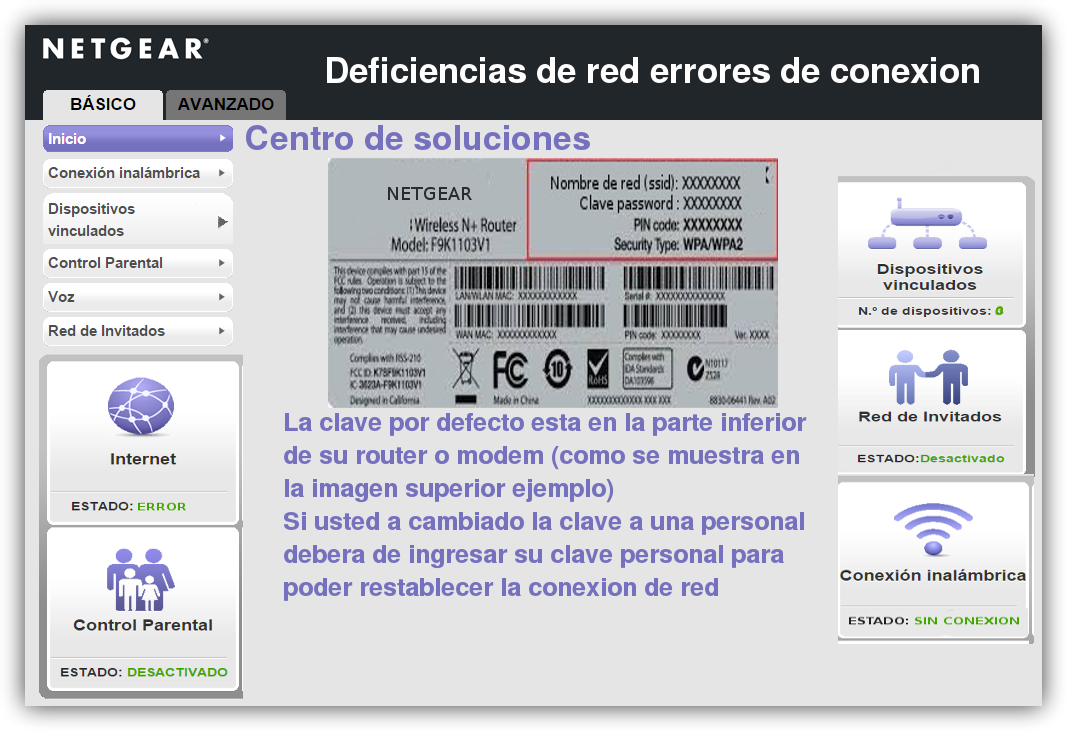 NETGEAR®
Deficiencias de red errores de conexion
BÁSICO
AVANZADO
Inicio
Conexión inalámbrica
Dispositivos
vinculados
Control Parental
Voz
Red de Invitados
Internet
ESTADO: ERROR
Control Parental
ESTADO: DESACTIVADO
Centro de soluciones
NETGEAR
Wireless N+ Router
Model: F9K1103V1
Nombre de red (ssid): XXXXXXXX
Clave password : XXXXXXXX
PIN code: XXXXXXXX
Security Type: WPA/WPA2
This device complies with part 15 of the
FCC rules. Operation is subject to the
following two conditions: (1) This device
may not cause harmful interference,
and (2) this device must accept any
interference received, including
interference that may cause undesired
operation.
LAN/WLAN MAC: XXXXXXXXXXXX
Serial #: XXXXXXXXXXXXXX
WAN MAC: XXXXXXXXXXXX
PIN code: XXXXXXXX
Ver. XXXX
Complies with RSS-210
FCC ID: K7SF9K1103V1
IC: 3623A-F9K1103V1
Designed in California
FC
10
RoHS
Made in China
Complies with
IDA Standards
DA103596
N10117
Z528
XXXXXXXXXXXX XXX XXX
8830-06441 Rev. A02
La clave por defecto esta en la parte inferior
de su router o modem (como se muestra en
la imagen superior ejemplo)
Si usted a cambiado la clave a una personal
debera de ingresar su clave personal para
poder restablecer la conexion de red
Dispositivos
vinculados
N.º de dispositivos: 0
Red de Invitados
ESTADO:Desactivado
Conexión inalámbrica
ESTADO: SIN CONEXION